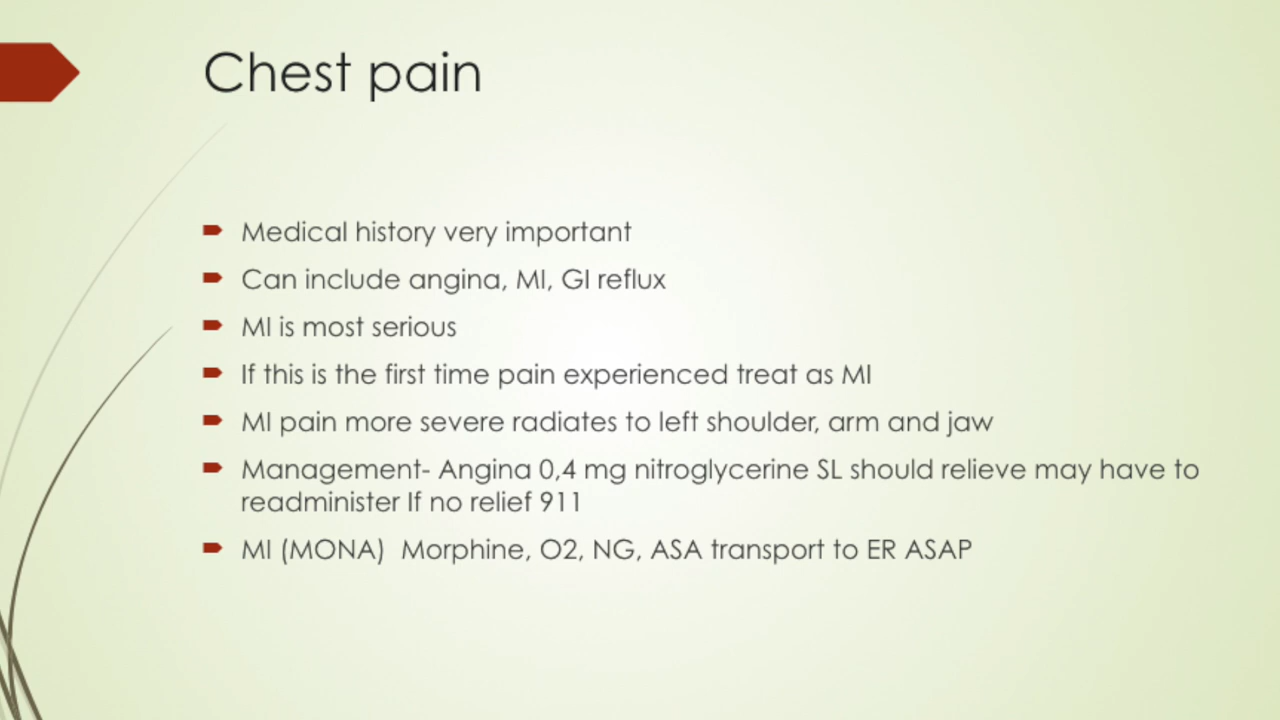 Chest pain
Medical history very important
Can include angina, MI, GI reflux
MI is most serious
If this is the first time pain experienced treat as MI
MI pain more severe radiates to left shoulder, arm and jaw
Management- Angina 0,4 mg nitroglycerine SL should relieve may have to
readminister If no relief 911
MI (MONA)  Morphine, O2, NG, ASA transport to ER ASAP